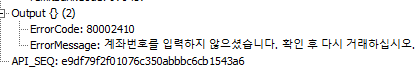 Output {} (2)
ErrorCode: 80002410
ErrorMessage: 계좌번호를 입력하지 않으셨습니다. 확인 후 다시 거래하십시오.
API_SEQ: e9df79f2f01076c350abbbc6cb1543a6